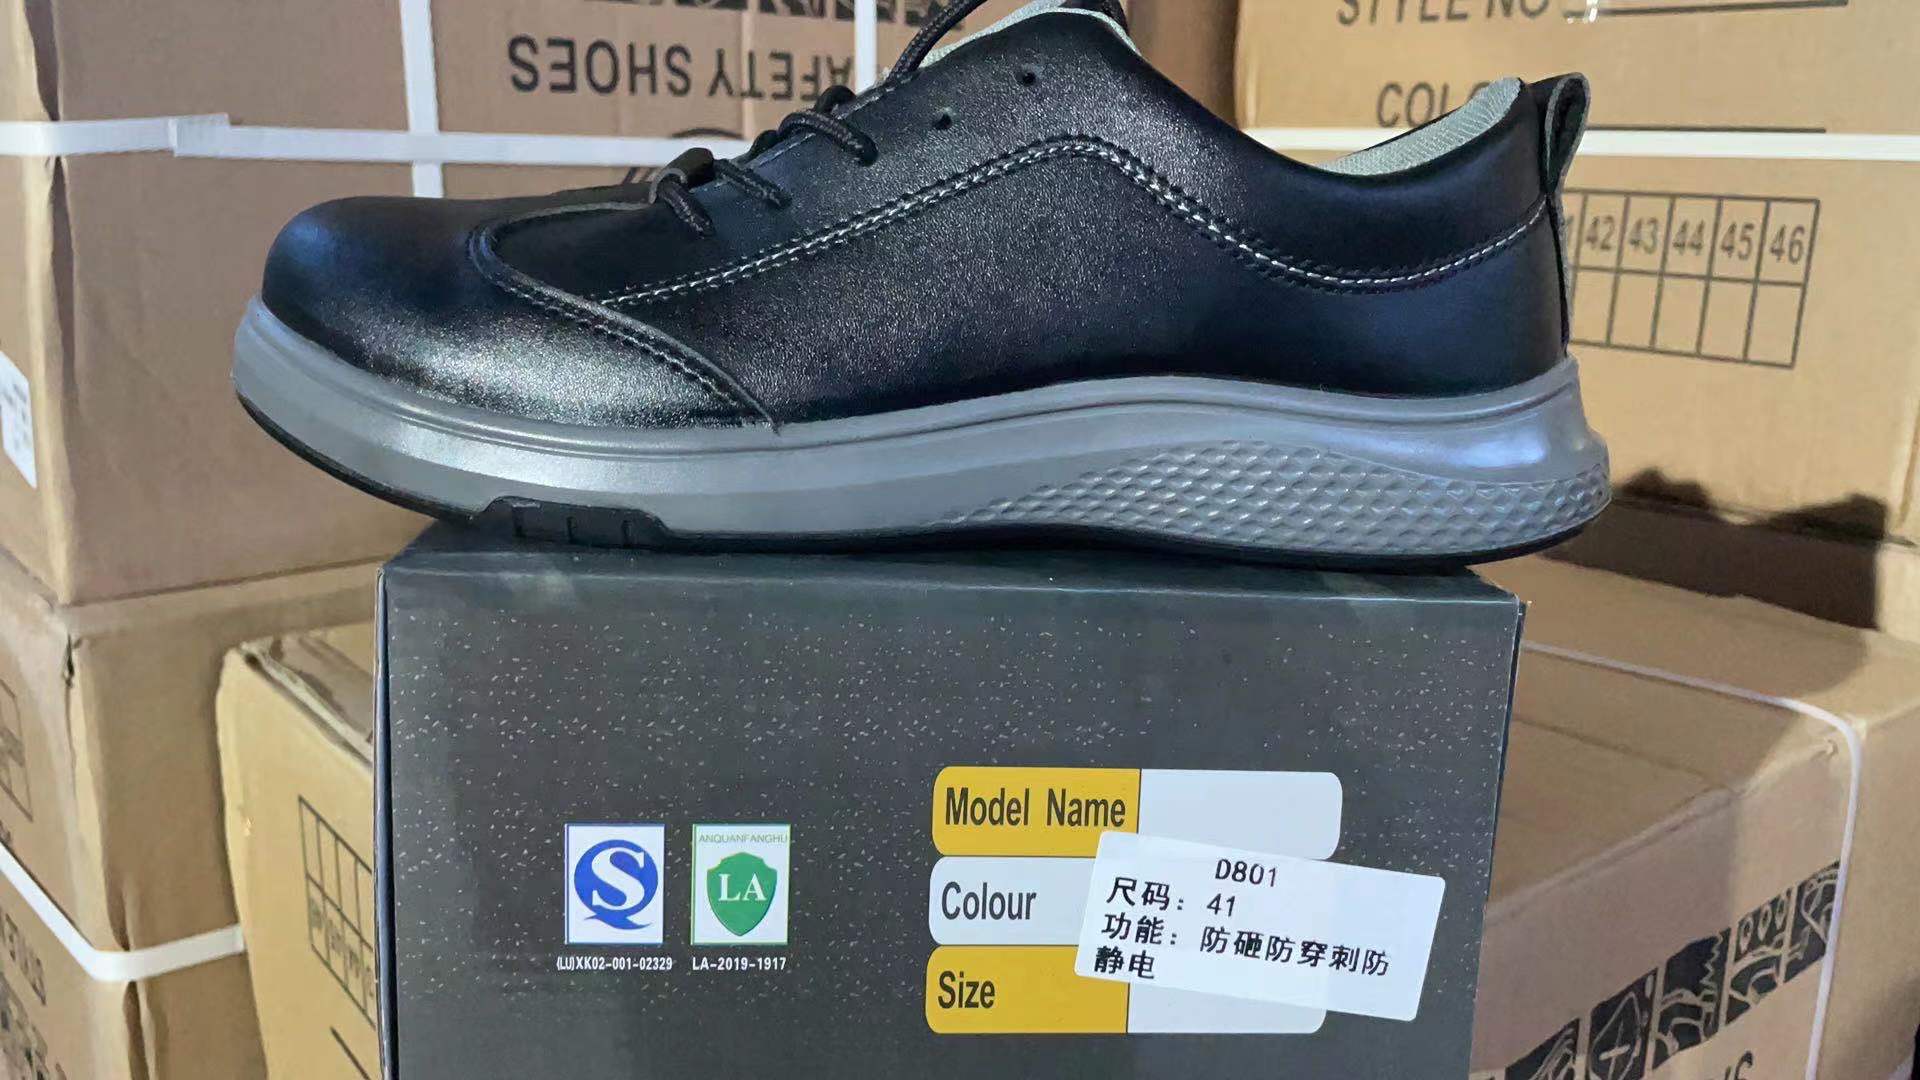 SAFETY SHOES
STYLE NO
42 43 44 45 46
ANQUANFANGHU
LA
(LU)XK02-001-02329
LA-2019-1917
Model Name
Colour
Size
D801
尺码: 41
功能: 防砸防穿刺防
静电